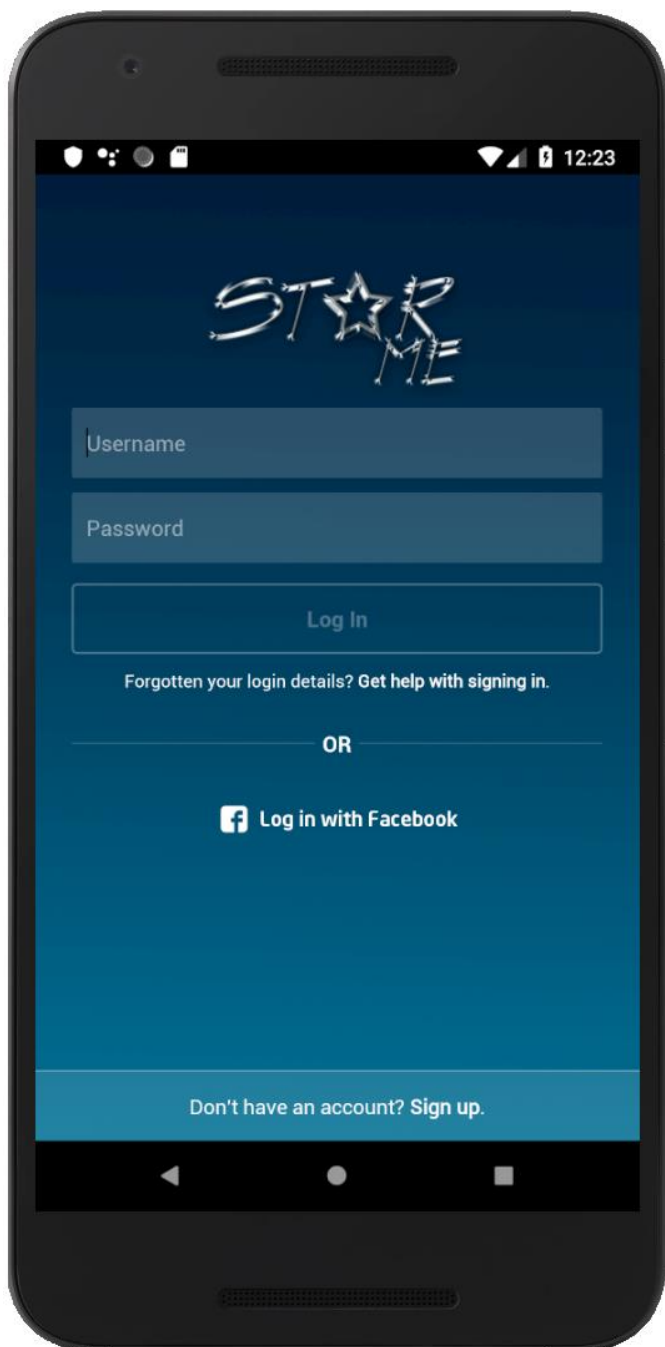 12:23
STAR
ME
Username
Password
Log In
Forgotten your login details? Get help with signing in.
OR
Log in with Facebook
Don't have an account? Sign up.